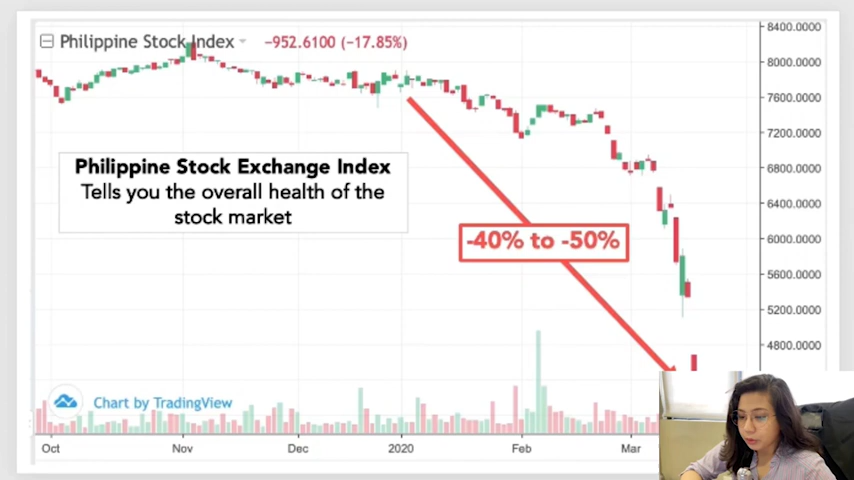 Philippine Stock Index -952.6100 (-17.85%)
8400.0000
8000.0000
7600.0000
7200.0000
6800.0000
6400.0000
6000.0000
5600.0000
5200.0000
4800.0000
Philippine Stock Exchange Index
Tells you the overall health of the
stock market
-40% to -50%
Chart by TradingView
Oct Nov Dec 2020 Feb Mar